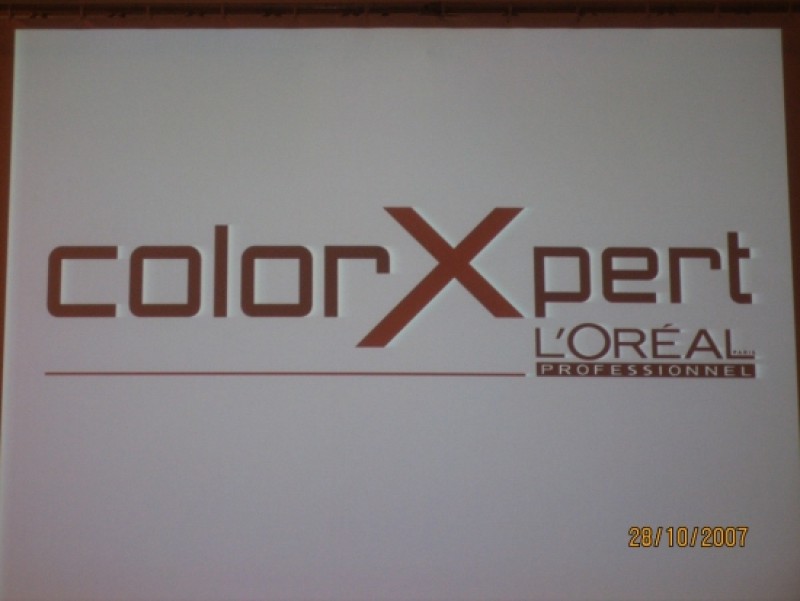 colorXpert
L'ORÉAL PARIS
PROFESSIONNEL
28/10/2007